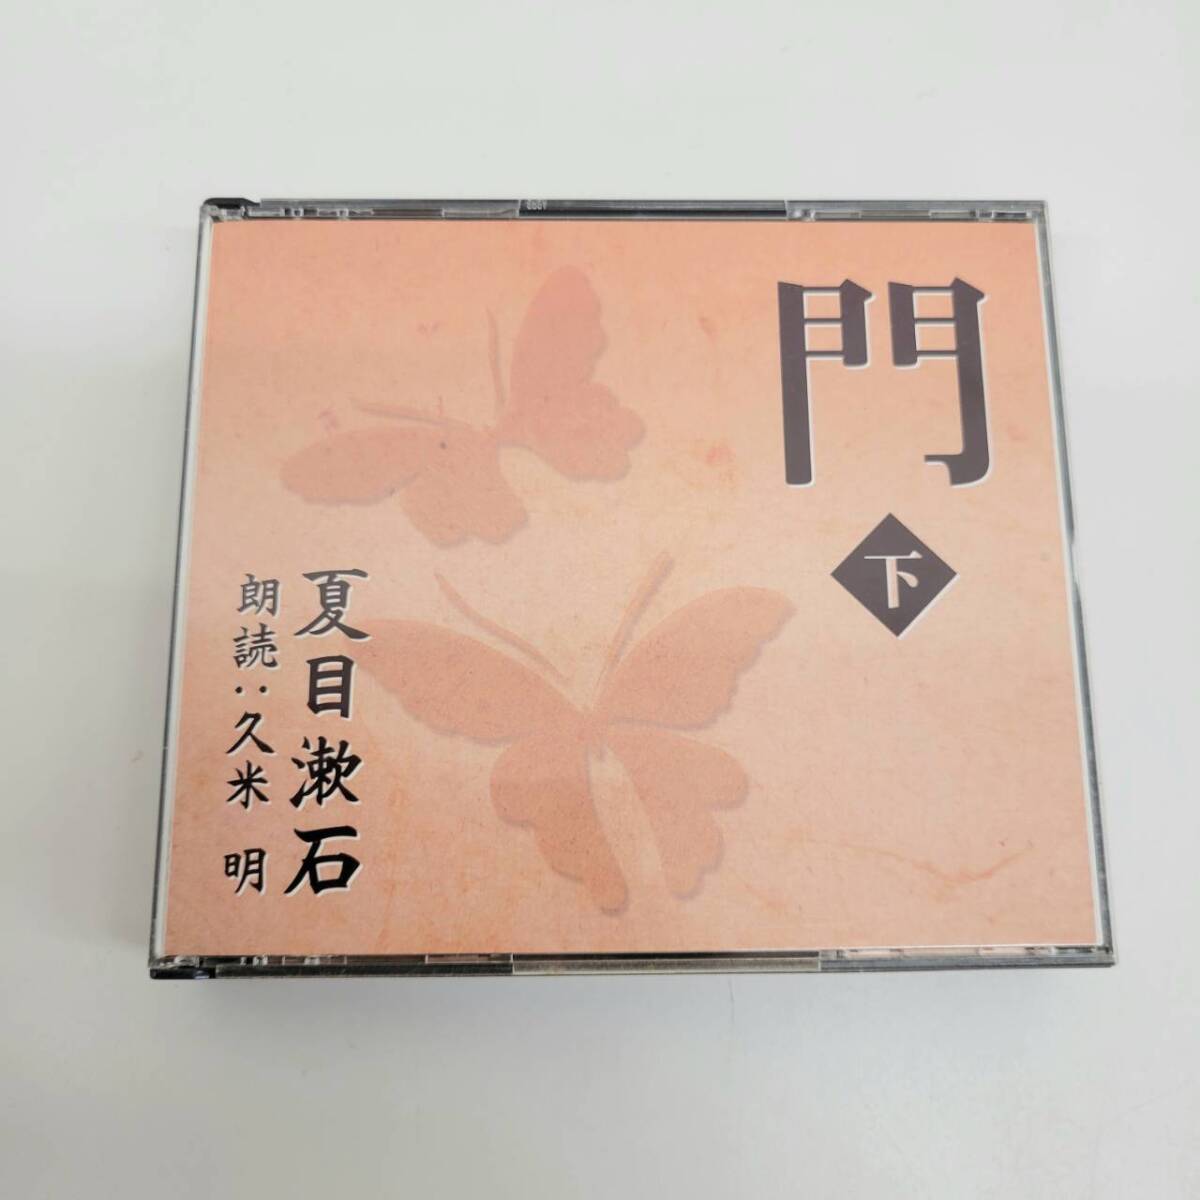 門
下
夏目漱石
朗読：久米 明